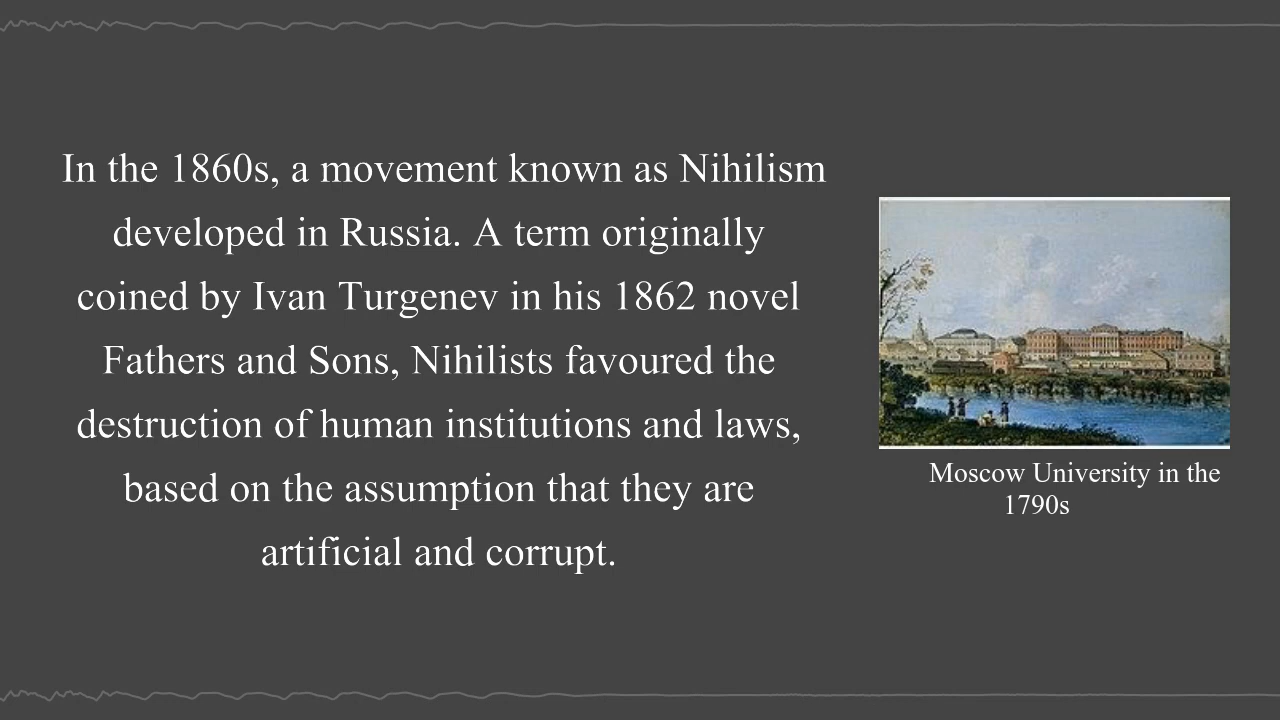 In the 1860s, a movement known as Nihilism
developed in Russia. A term originally
coined by Ivan Turgenev in his 1862 novel
Fathers and Sons, Nihilists favoured the
destruction of human institutions and laws,
based on the assumption that they are
artificial and corrupt.
Moscow University in the
1790s